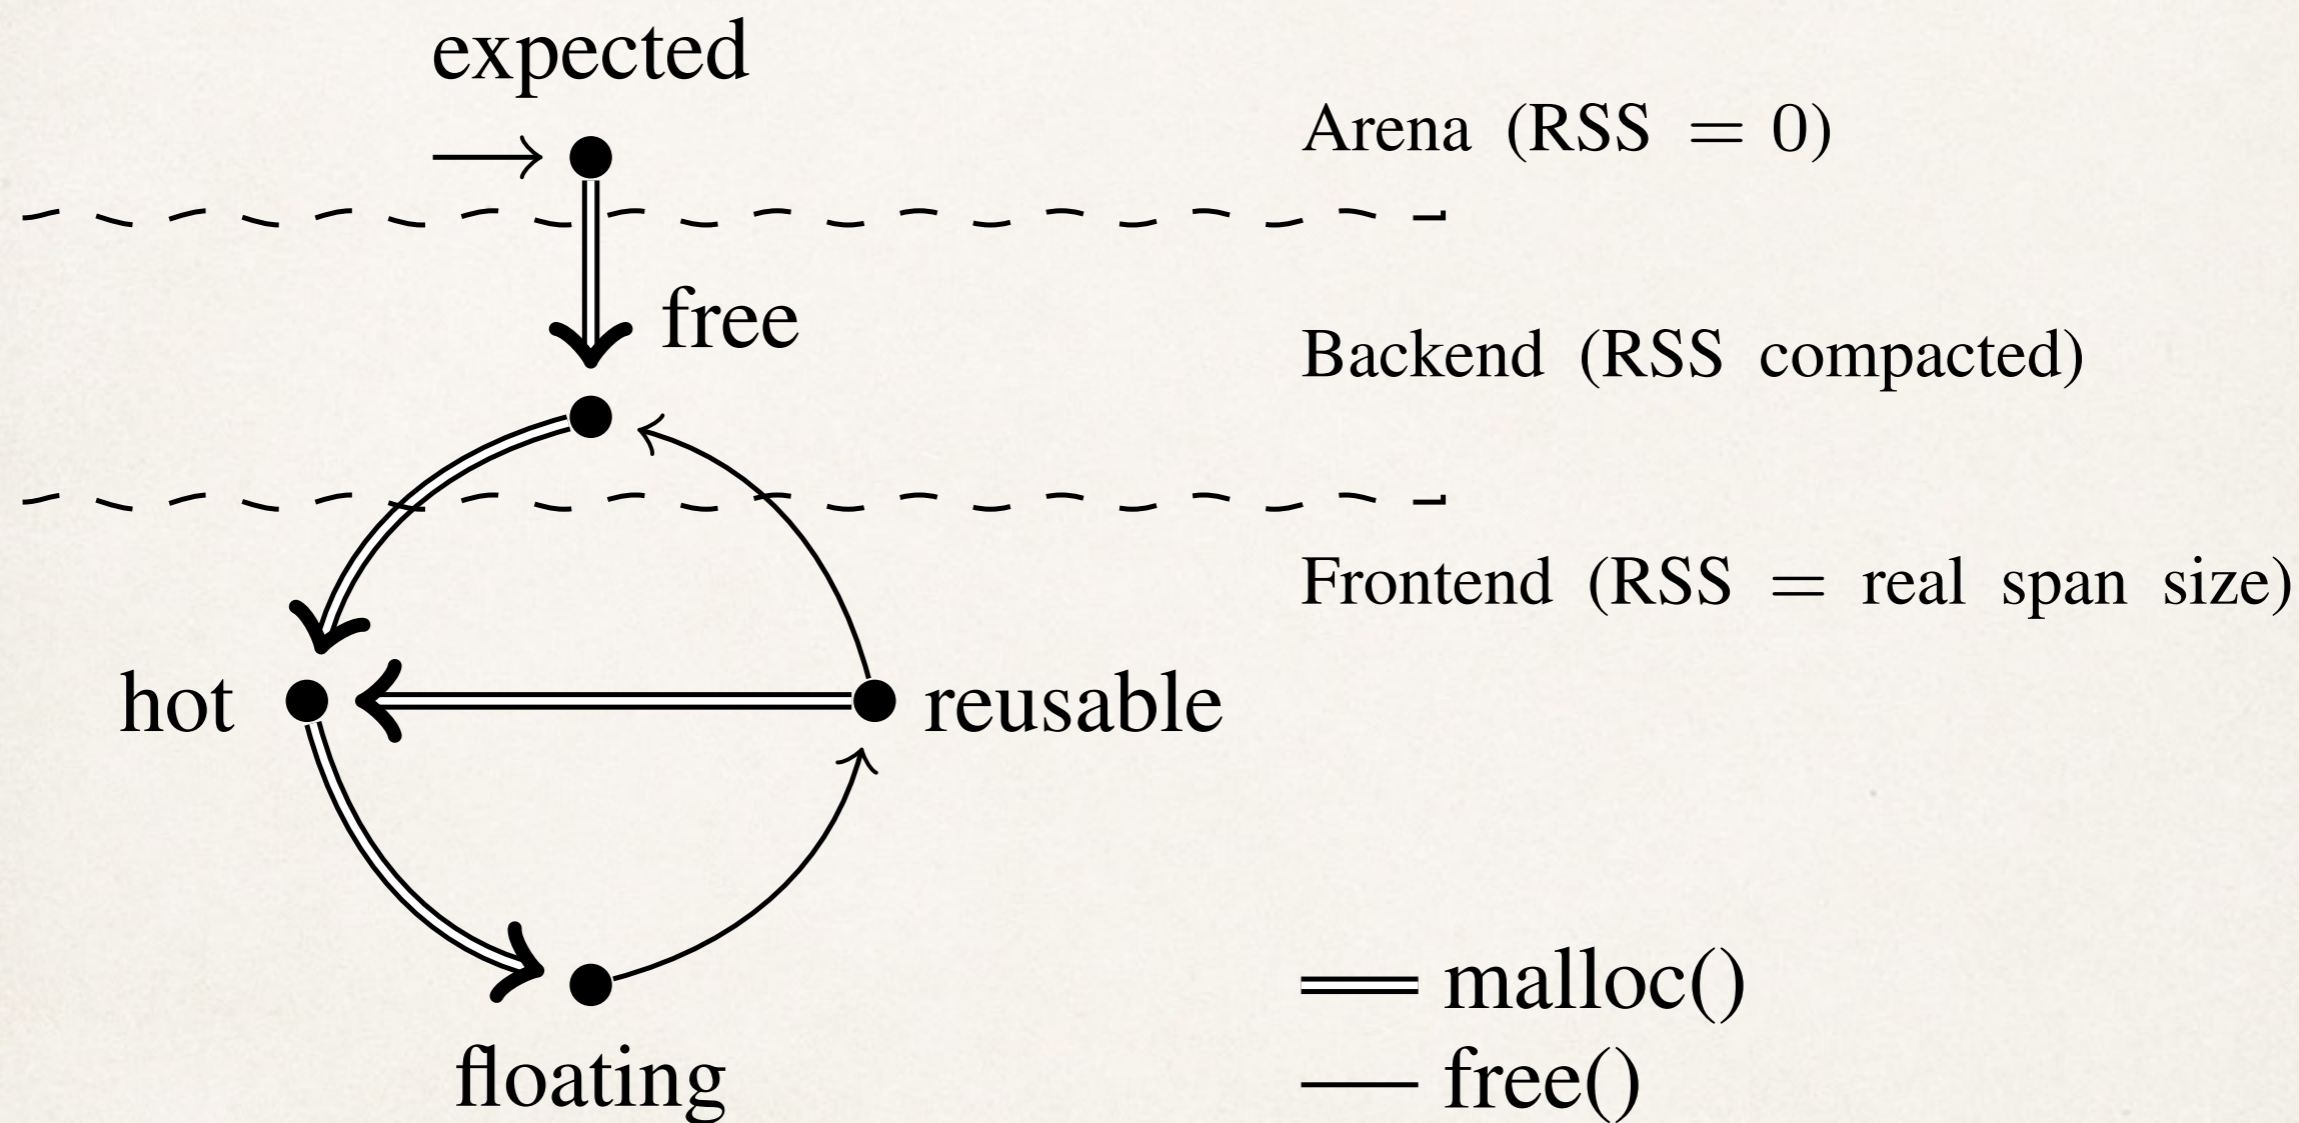 expected
Arena (RSS = 0)
free
Backend (RSS compacted)
Frontend (RSS = real span size)
hot
reusable
malloc()
free()
floating